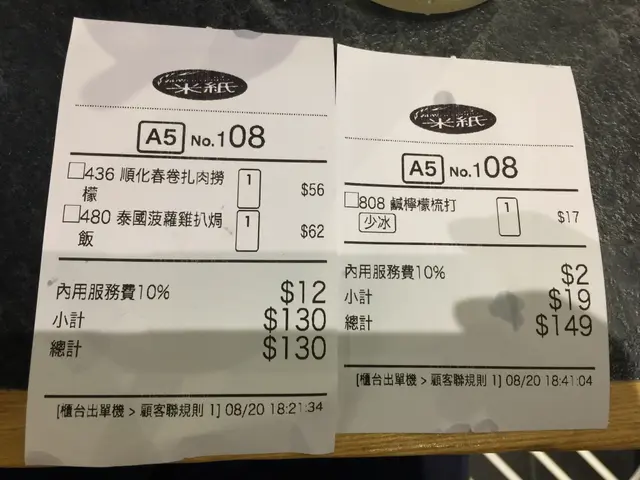 米紙
A5 No.108
436 順化春卷扎肉撈檬 1 $56
480 泰國菠蘿雞扒焗飯 1 $62
內用服務費10% $12
小計 $130
總計 $130
[櫃台出單機 > 顧客聯規則 1] 08/20 18:21:34
米紙
A5 No.108
808 鹹檸檬梳打 1 $17
少冰
內用服務費10% $2
小計 $19
總計 $149
[櫃台出單機 > 顧客聯規則 1] 08/20 18:41:04